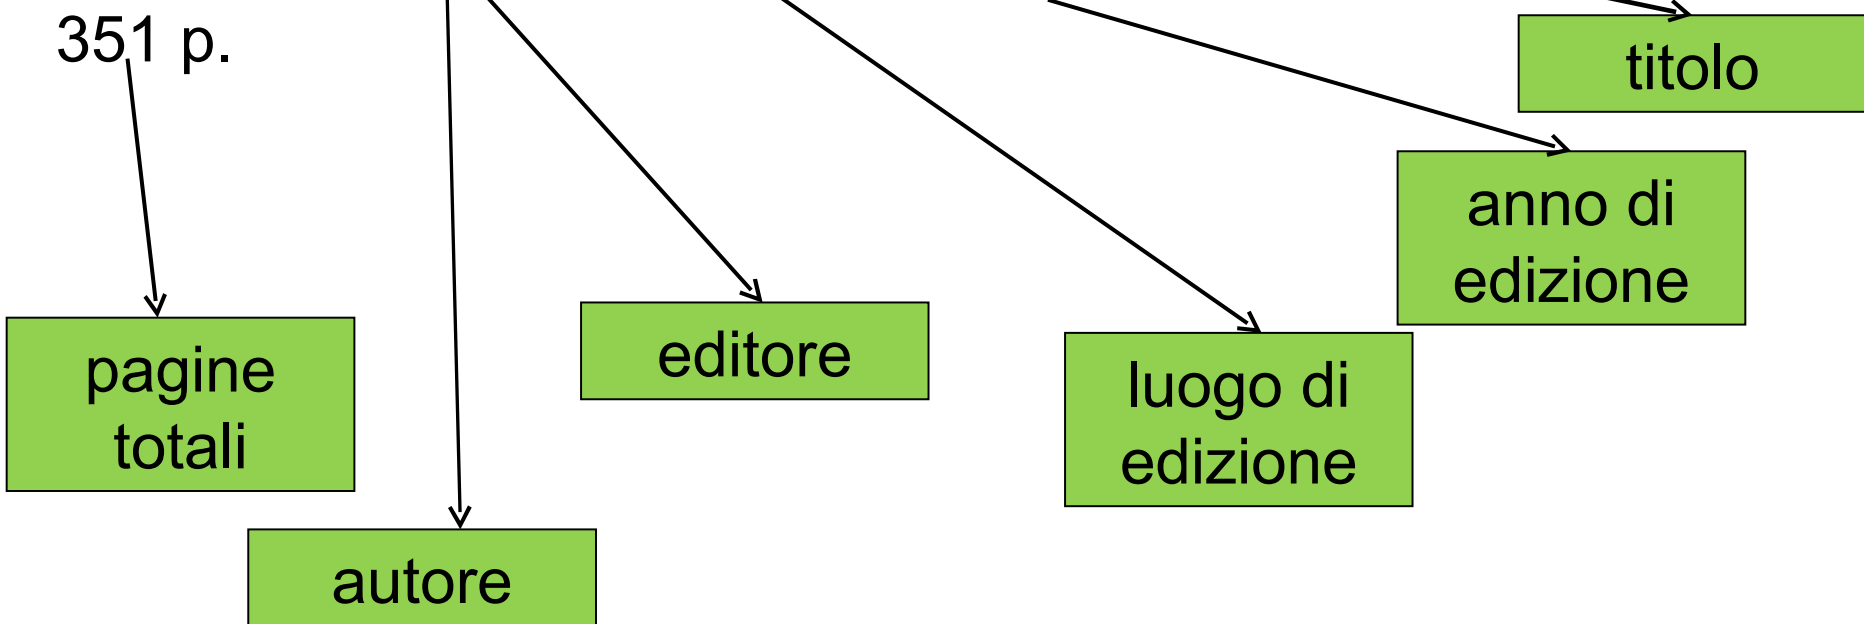 351 p.
titolo
anno di
edizione
editore
luogo di
edizione
pagine
totali
autore